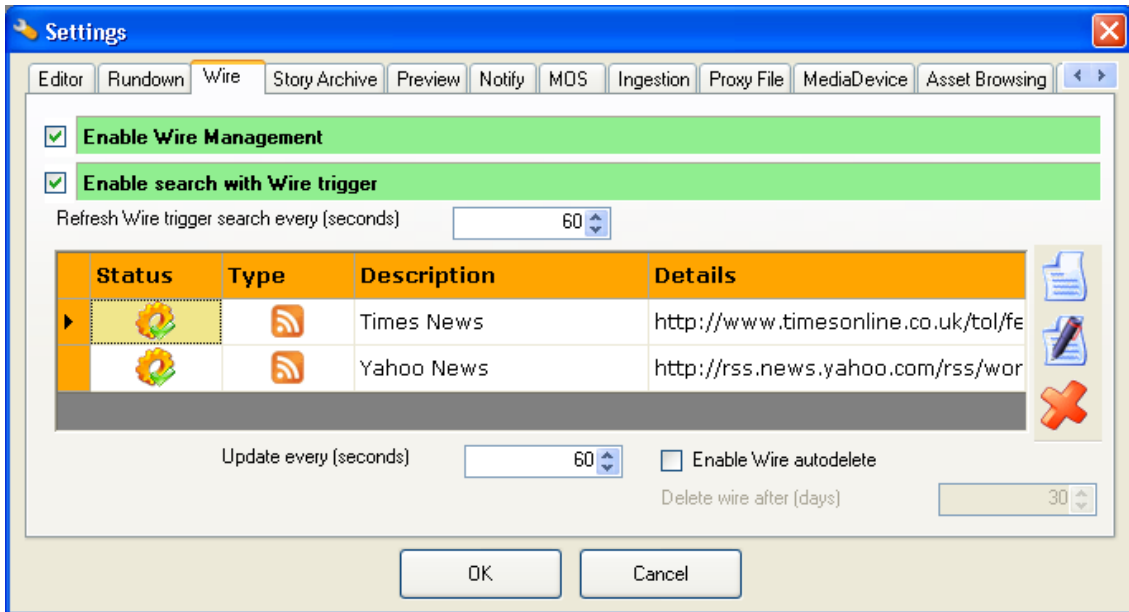 Settings
Editor Rundown Wire Story Archive Preview Notify MOS Ingestion Proxy File MediaDevice Asset Browsing
Enable Wire Management
Enable search with Wire trigger
Refresh Wire trigger search every (seconds) 60
Status Type Description Details
Times News http://www.timesonline.co.uk/tol/fe
Yahoo News http://rss.news.yahoo.com/rss/wor
Update every (seconds) 60 Enable Wire autodelete
Delete wire after (days) 30
OK Cancel